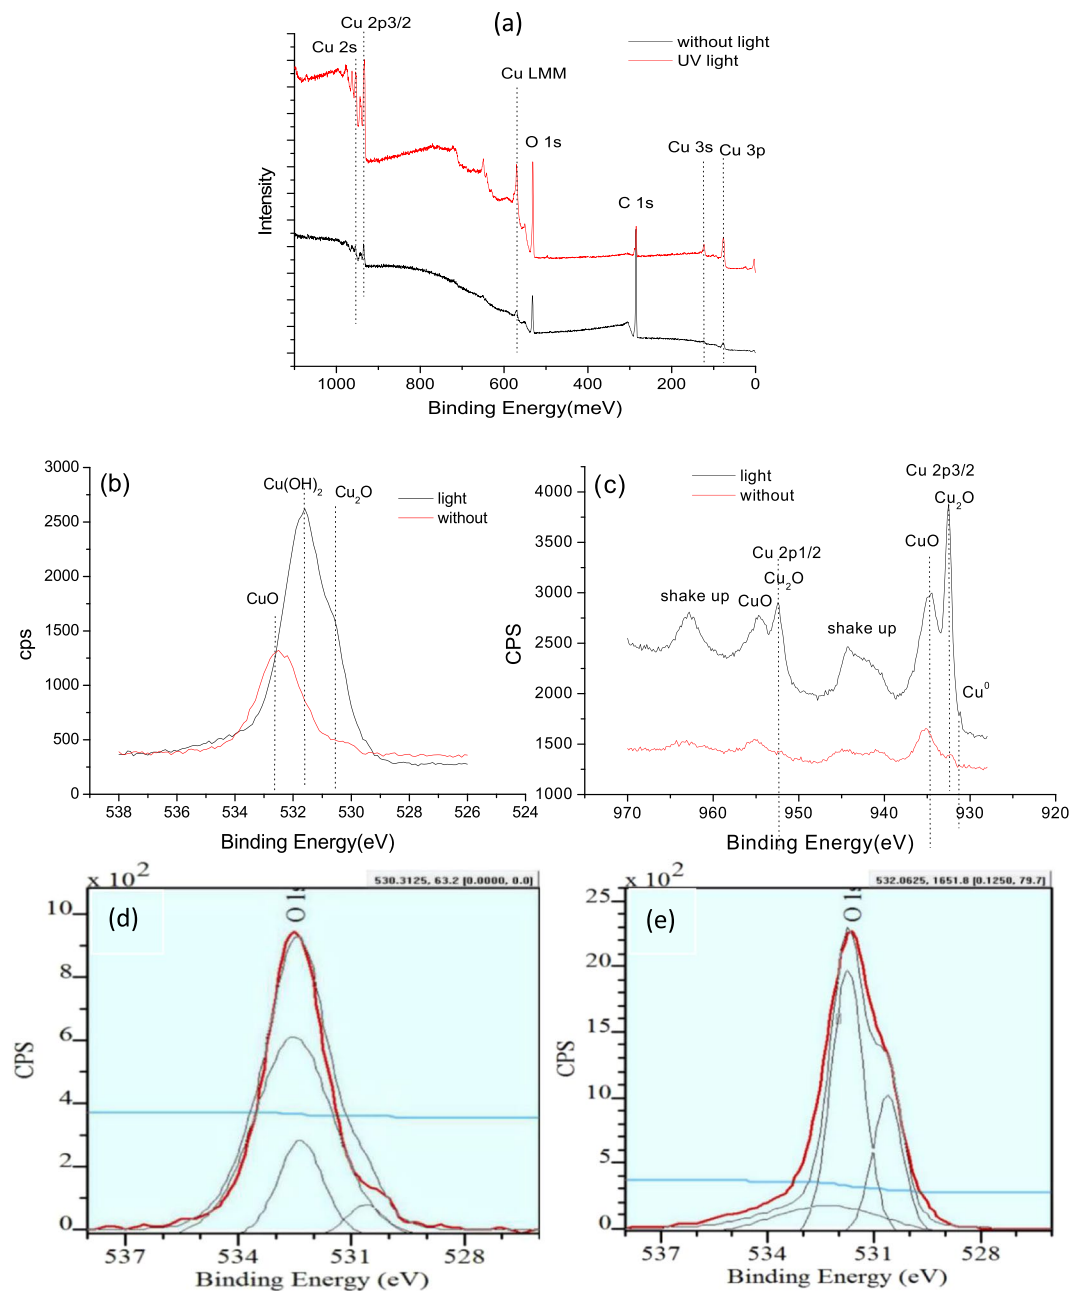 (a)
Cu 2p3/2
Cu 2s
without light
UV light
Cu LMM
O 1s
Cu 3s
Cu 3p
C 1s
Intensity
1000
800
600
400
200
0
Binding Energy(meV)
(b)
3000
2500
2000
1500
1000
500
0
cps
Cu(OH)2
Cu2O
CuO
light
without
538
536
534
532
530
528
526
524
Binding Energy(eV)
(c)
light
without
Cu 2p3/2
Cu2O
CuO
Cu 2p1/2
Cu2O
CuO
shake up
shake up
Cu0
4000
3500
3000
2500
2000
1500
1000
CPS
970
960
950
940
930
920
Binding Energy(eV)
x 10 2
530.3125, 63.2 [0.0000, 0.0]
(d)
O 1s
10
8
6
4
2
0
CPS
537
534
531
528
Binding Energy (eV)
x 10 2
532.0625, 1651.8 [0.1250, 79.7]
(e)
O 1s
25
20
15
10
5
0
CPS
537
534
531
528
Binding Energy (eV)